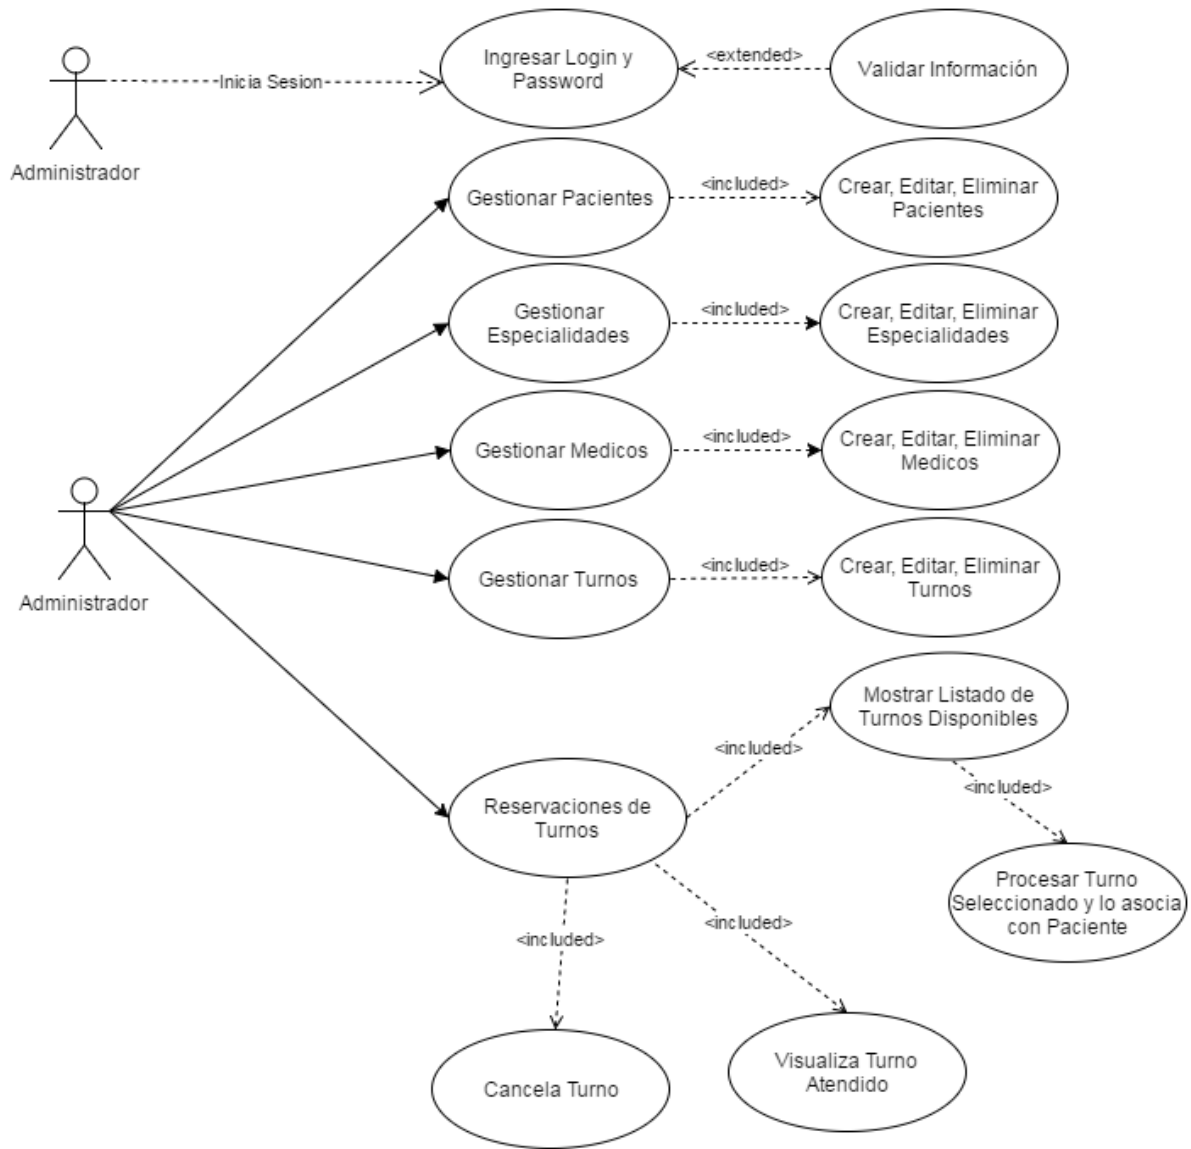 Ingresar Login y
Password
<extended>
Validar Información
Inicia Sesion
Administrador
Gestionar Pacientes
<included>
Crear, Editar, Eliminar
Pacientes
Gestionar
Especialidades
<included>
Crear, Editar, Eliminar
Especialidades
Gestionar Medicos
<included>
Crear, Editar, Eliminar
Medicos
Administrador
Gestionar Turnos
<included>
Crear, Editar, Eliminar
Turnos
Mostrar Listado de
Turnos Disponibles
<included>
<included>
Reservaciones de
Turnos
Procesar Turno
Seleccionado y lo asocia
con Paciente
<included>
<included>
Cancela Turno
Visualiza Turno
Atendido